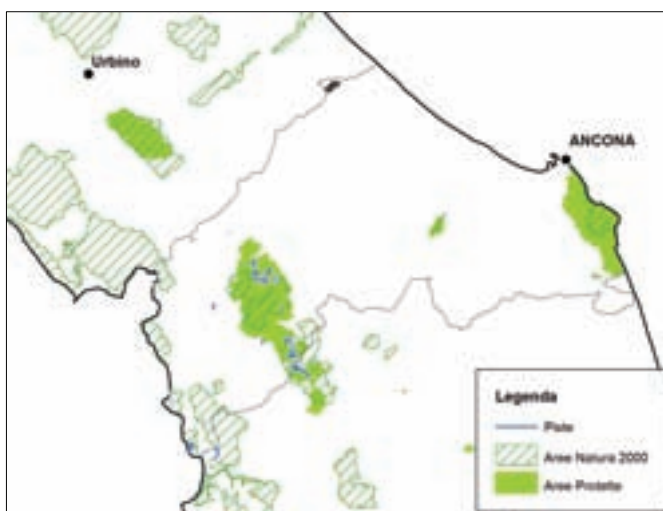 Urbino
ANCONA
Legenda
Piste
Aree Natura 2000
Aree Protette